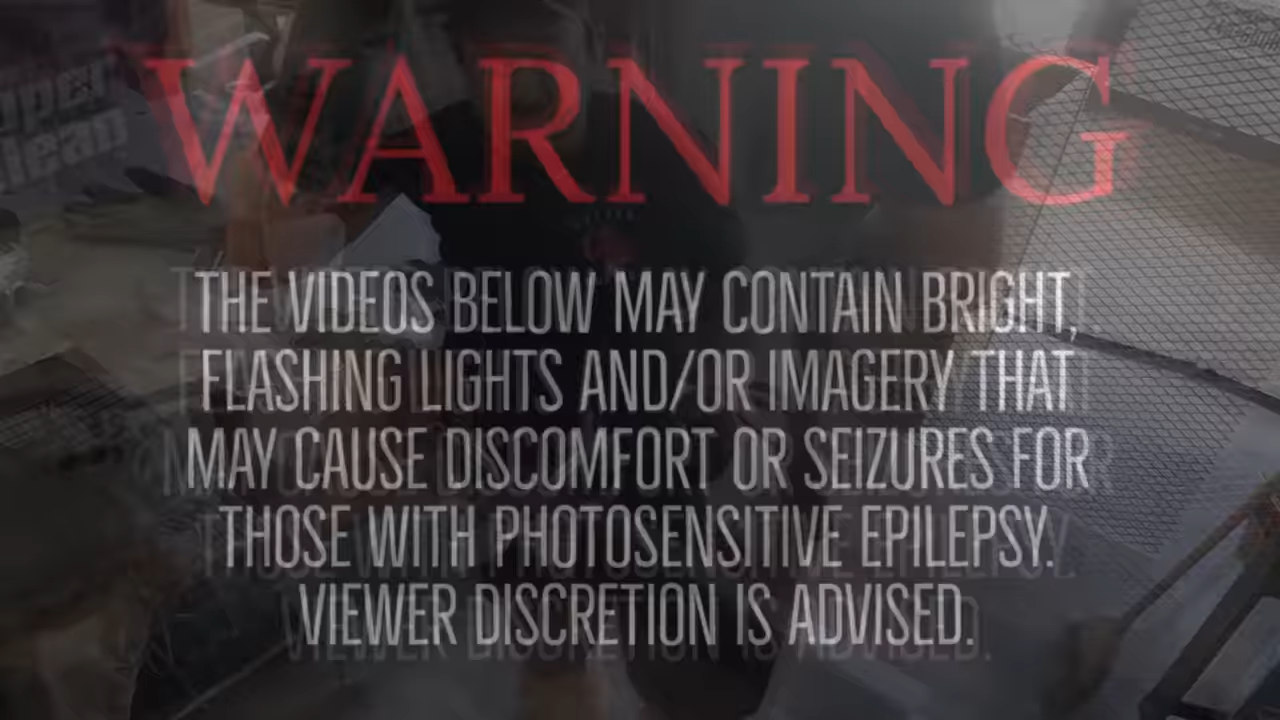 WARNING
THE VIDEOS BELOW MAY CONTAIN BRIGHT,
FLASHING LIGHTS AND/OR IMAGERY THAT
MAY CAUSE DISCOMFORT OR SEIZURES FOR
THOSE WITH PHOTOSENSITIVE EPILEPSY.
VIEWER DISCRETION IS ADVISED.